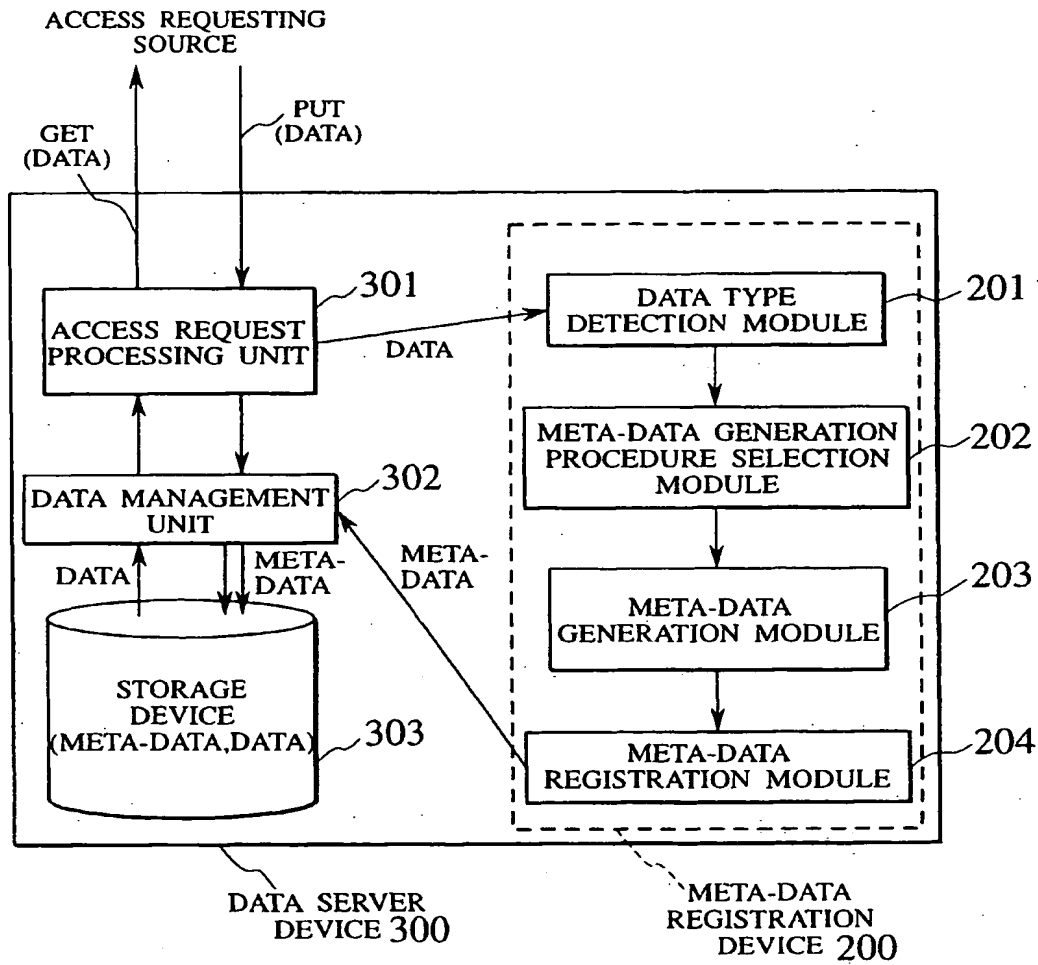 ACCESS REQUESTING
SOURCE
PUT
(DATA)
GET
(DATA)
301
ACCESS REQUEST
PROCESSING UNIT
DATA
DATA TYPE
DETECTION MODULE
201
META-DATA GENERATION
PROCEDURE SELECTION
MODULE
202
302
DATA MANAGEMENT
UNIT
DATA
META-
DATA
META-
DATA
META-DATA
GENERATION MODULE
203
STORAGE
DEVICE
(META-DATA,DATA)
303
META-DATA
REGISTRATION MODULE
204
DATA SERVER
DEVICE 300
META-DATA
REGISTRATION
DEVICE 200